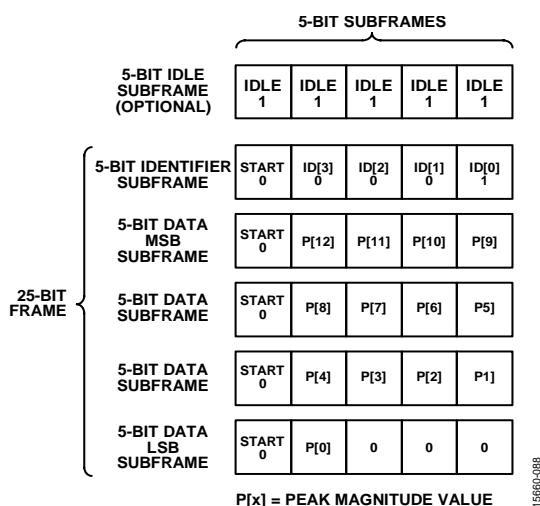 5-BIT SUBFRAMES
5-BIT IDLE
SUBFRAME
(OPTIONAL)
IDLE IDLE IDLE IDLE IDLE
1 1 1 1 1
5-BIT IDENTIFIER
SUBFRAME
START ID[3] ID[2] ID[1] ID[0]
0 0 0 0 1
5-BIT DATA
MSB
SUBFRAME
START P[12] P[11] P[10] P[9]
0
25-BIT
FRAME
5-BIT DATA
SUBFRAME
START P[8] P[7] P[6] P5]
0
5-BIT DATA
SUBFRAME
START P[4] P[3] P[2] P1]
0
5-BIT DATA
LSB
SUBFRAME
START P[0] 0 0 0
0
P[x] = PEAK MAGNITUDE VALUE
15660-088